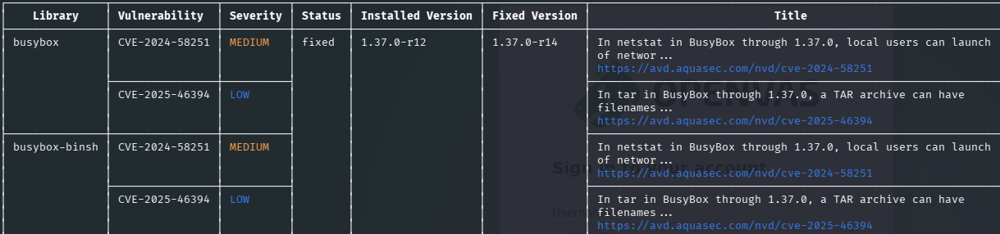 Library Vulnerability Severity Status Installed Version Fixed Version Title
busybox CVE-2024-58251 MEDIUM fixed 1.37.0-r12 1.37.0-r14 In netstat in BusyBox through 1.37.0, local users can launch
of networ...
https://avd.aquasec.com/nvd/cve-2024-58251
CVE-2025-46394 LOW In tar in BusyBox through 1.37.0, a TAR archive can have
filenames...
https://avd.aquasec.com/nvd/cve-2025-46394
busybox-binsh CVE-2024-58251 MEDIUM In netstat in BusyBox through 1.37.0, local users can launch
of networ...
https://avd.aquasec.com/nvd/cve-2024-58251
CVE-2025-46394 LOW In tar in BusyBox through 1.37.0, a TAR archive can have
filenames...
https://avd.aquasec.com/nvd/cve-2025-46394
OPENVAS
Sign in to your account